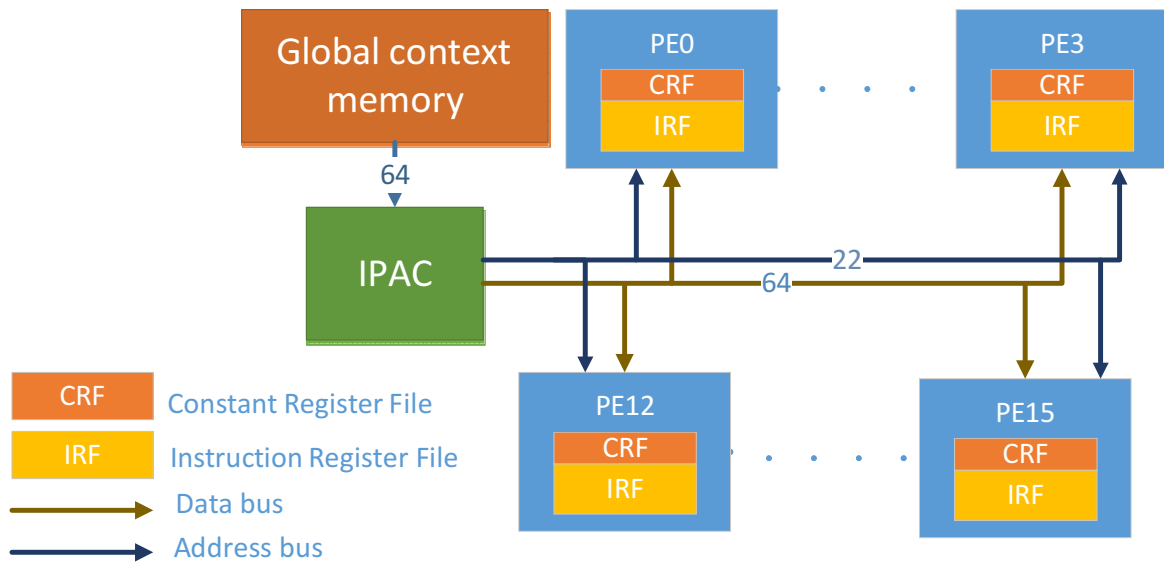 Global context
memory
64
IPAC
PE0
CRF
IRF
PE3
CRF
IRF
22
64
PE12
CRF
IRF
PE15
CRF
IRF
CRF
Constant Register File
IRF
Instruction Register File
Data bus
Address bus